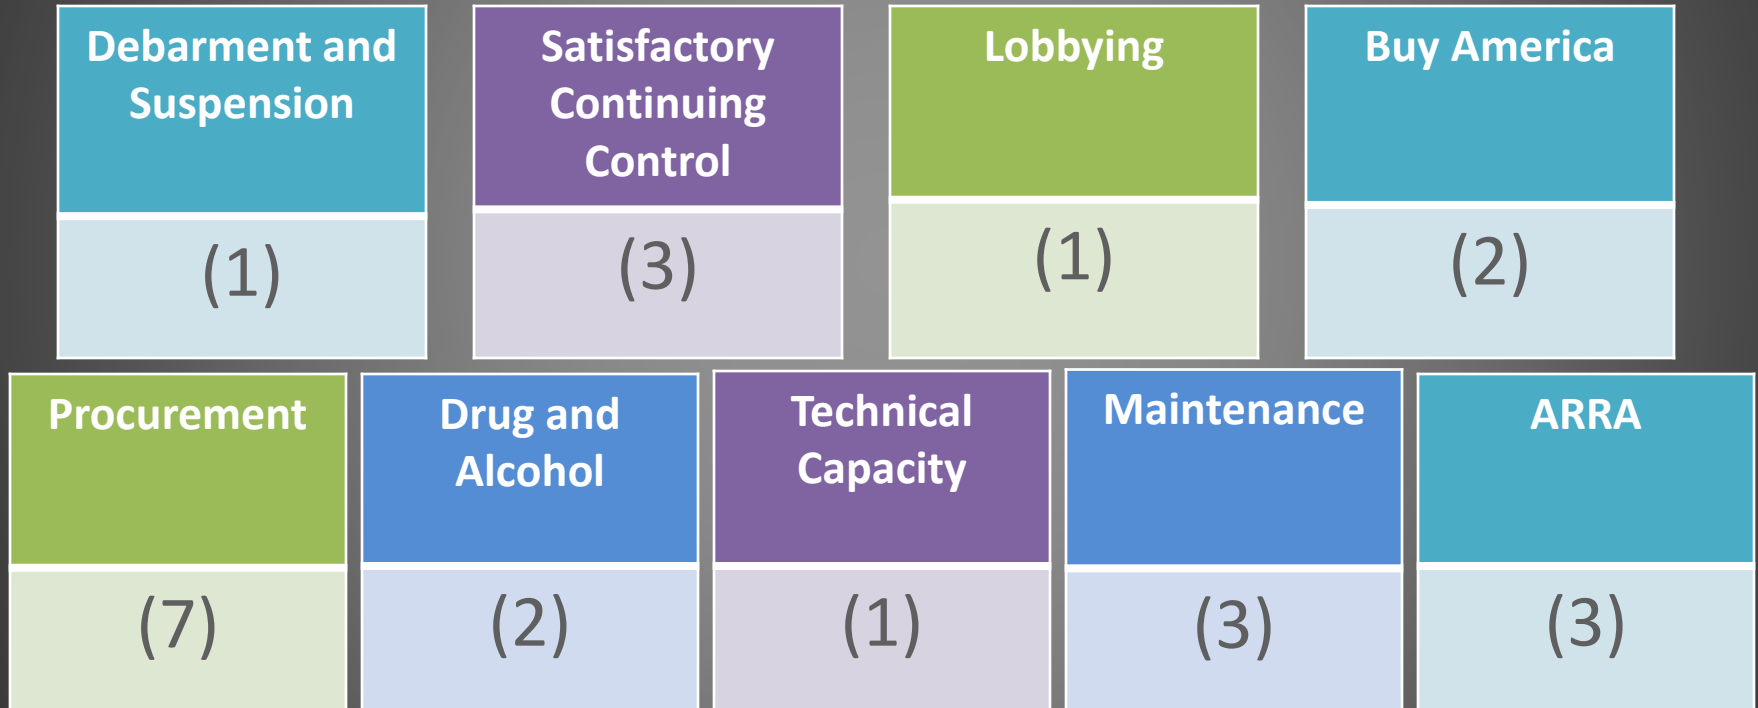 Debarment and
Suspension
(1)
Satisfactory
Continuing
Control
(3)
Lobbying
(1)
Buy America
(2)
Procurement
(7)
Drug and
Alcohol
(2)
Technical
Capacity
(1)
Maintenance
(3)
ARRA
(3)